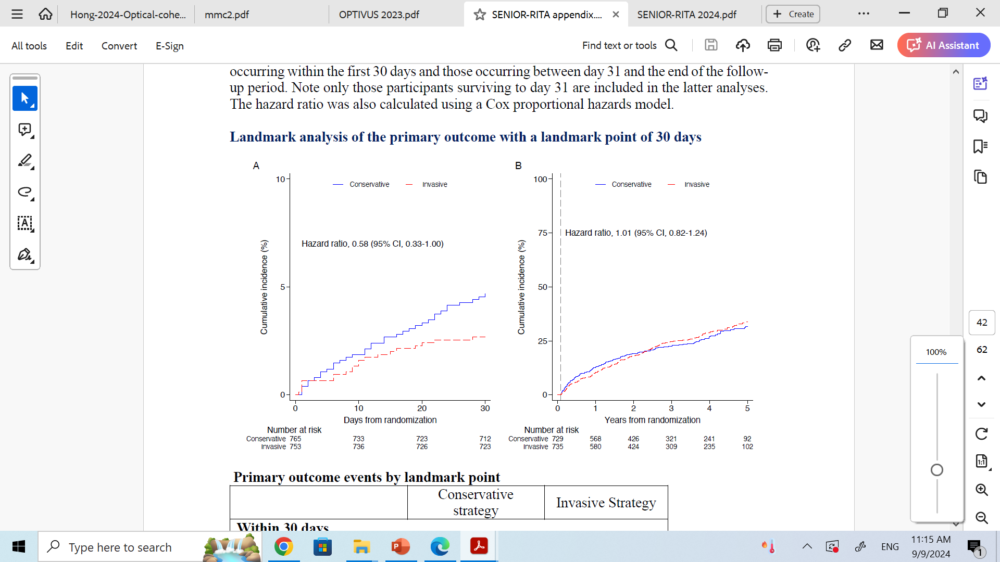 Hong-2024-Optical-cohe...
mmc2.pdf
OPTIVUS 2023.pdf
SENIOR-RITA appendix....
SENIOR-RITA 2024.pdf
Create
All tools
Edit
Convert
E-Sign
Find text or tools
AI Assistant
occurring within the first 30 days and those occurring between day 31 and the end of the follow-
up period. Note only those participants surviving to day 31 are included in the latter analyses.
The hazard ratio was also calculated using a Cox proportional hazards model.
Landmark analysis of the primary outcome with a landmark point of 30 days
A
10
5
0
Cumulative incidence (%)
Conservative
Invasive
Hazard ratio, 0.58 (95% CI, 0.33-1.00)
0 10 20 30
Days from randomization
Number at risk
Conservative 765 733 723 712
Invasive 753 736 726 723
B
100
75
50
25
0
Cumulative incidence (%)
Conservative
Invasive
Hazard ratio, 1.01 (95% CI, 0.82-1.24)
0 1 2 3 4 5
Years from randomization
Number at risk
Conservative 729 568 426 321 241 92
Invasive 735 580 424 309 235 102
Primary outcome events by landmark point
Conservative
strategy
Invasive Strategy
Within 30 days
A
42
62
100%
1:1
Type here to search
P
ENG
11:15 AM
9/9/2024
1